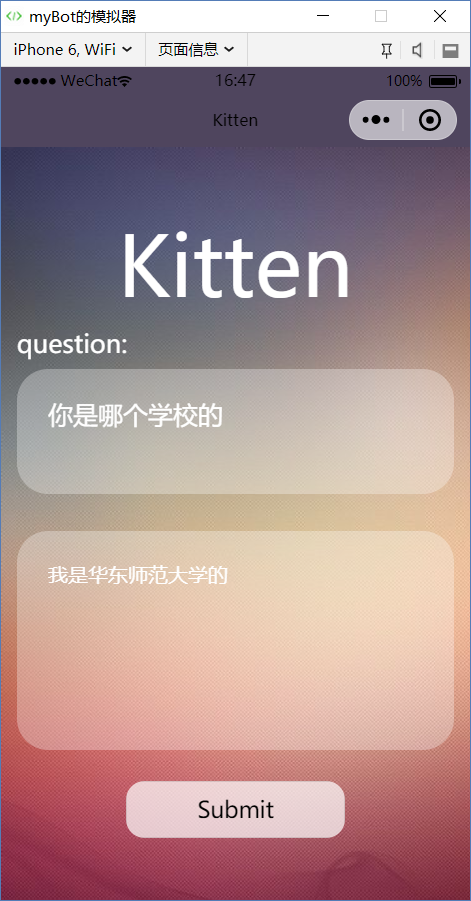 myBot的模拟器
iPhone 6, WiFi 页面信息
WeChat 16:47 100%
Kitten
Kitten
question:
你是哪个学校的
我是华东师范大学的
Submit